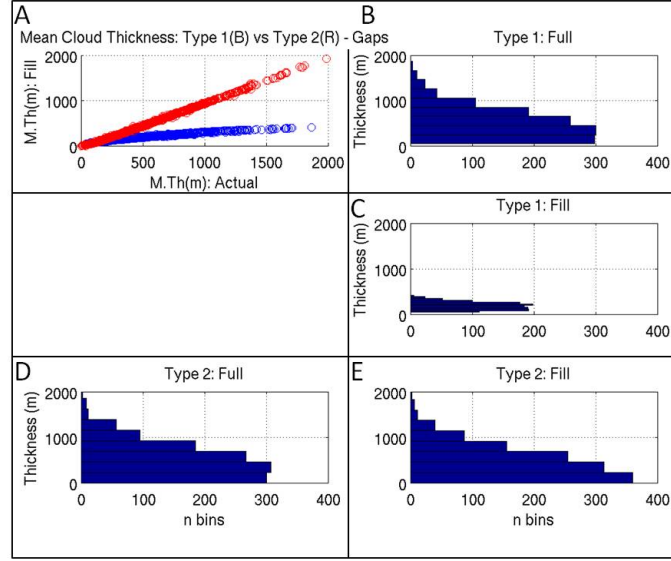 A
Mean Cloud Thickness: Type 1(B) vs Type 2(R) - Gaps
M.Th(m): Fill
2000
1000
0
0 500 1000 1500 2000
M.Th(m): Actual
B
Type 1: Full
Thickness (m)
2000
1000
0
0 100 200 300 400
C
Type 1: Fill
Thickness (m)
2000
1000
0
0 100 200 300 400
D
Type 2: Full
Thickness (m)
2000
1000
0
0 100 200 300 400
n bins
E
Type 2: Fill
2000
1000
0
0 100 200 300 400
n bins